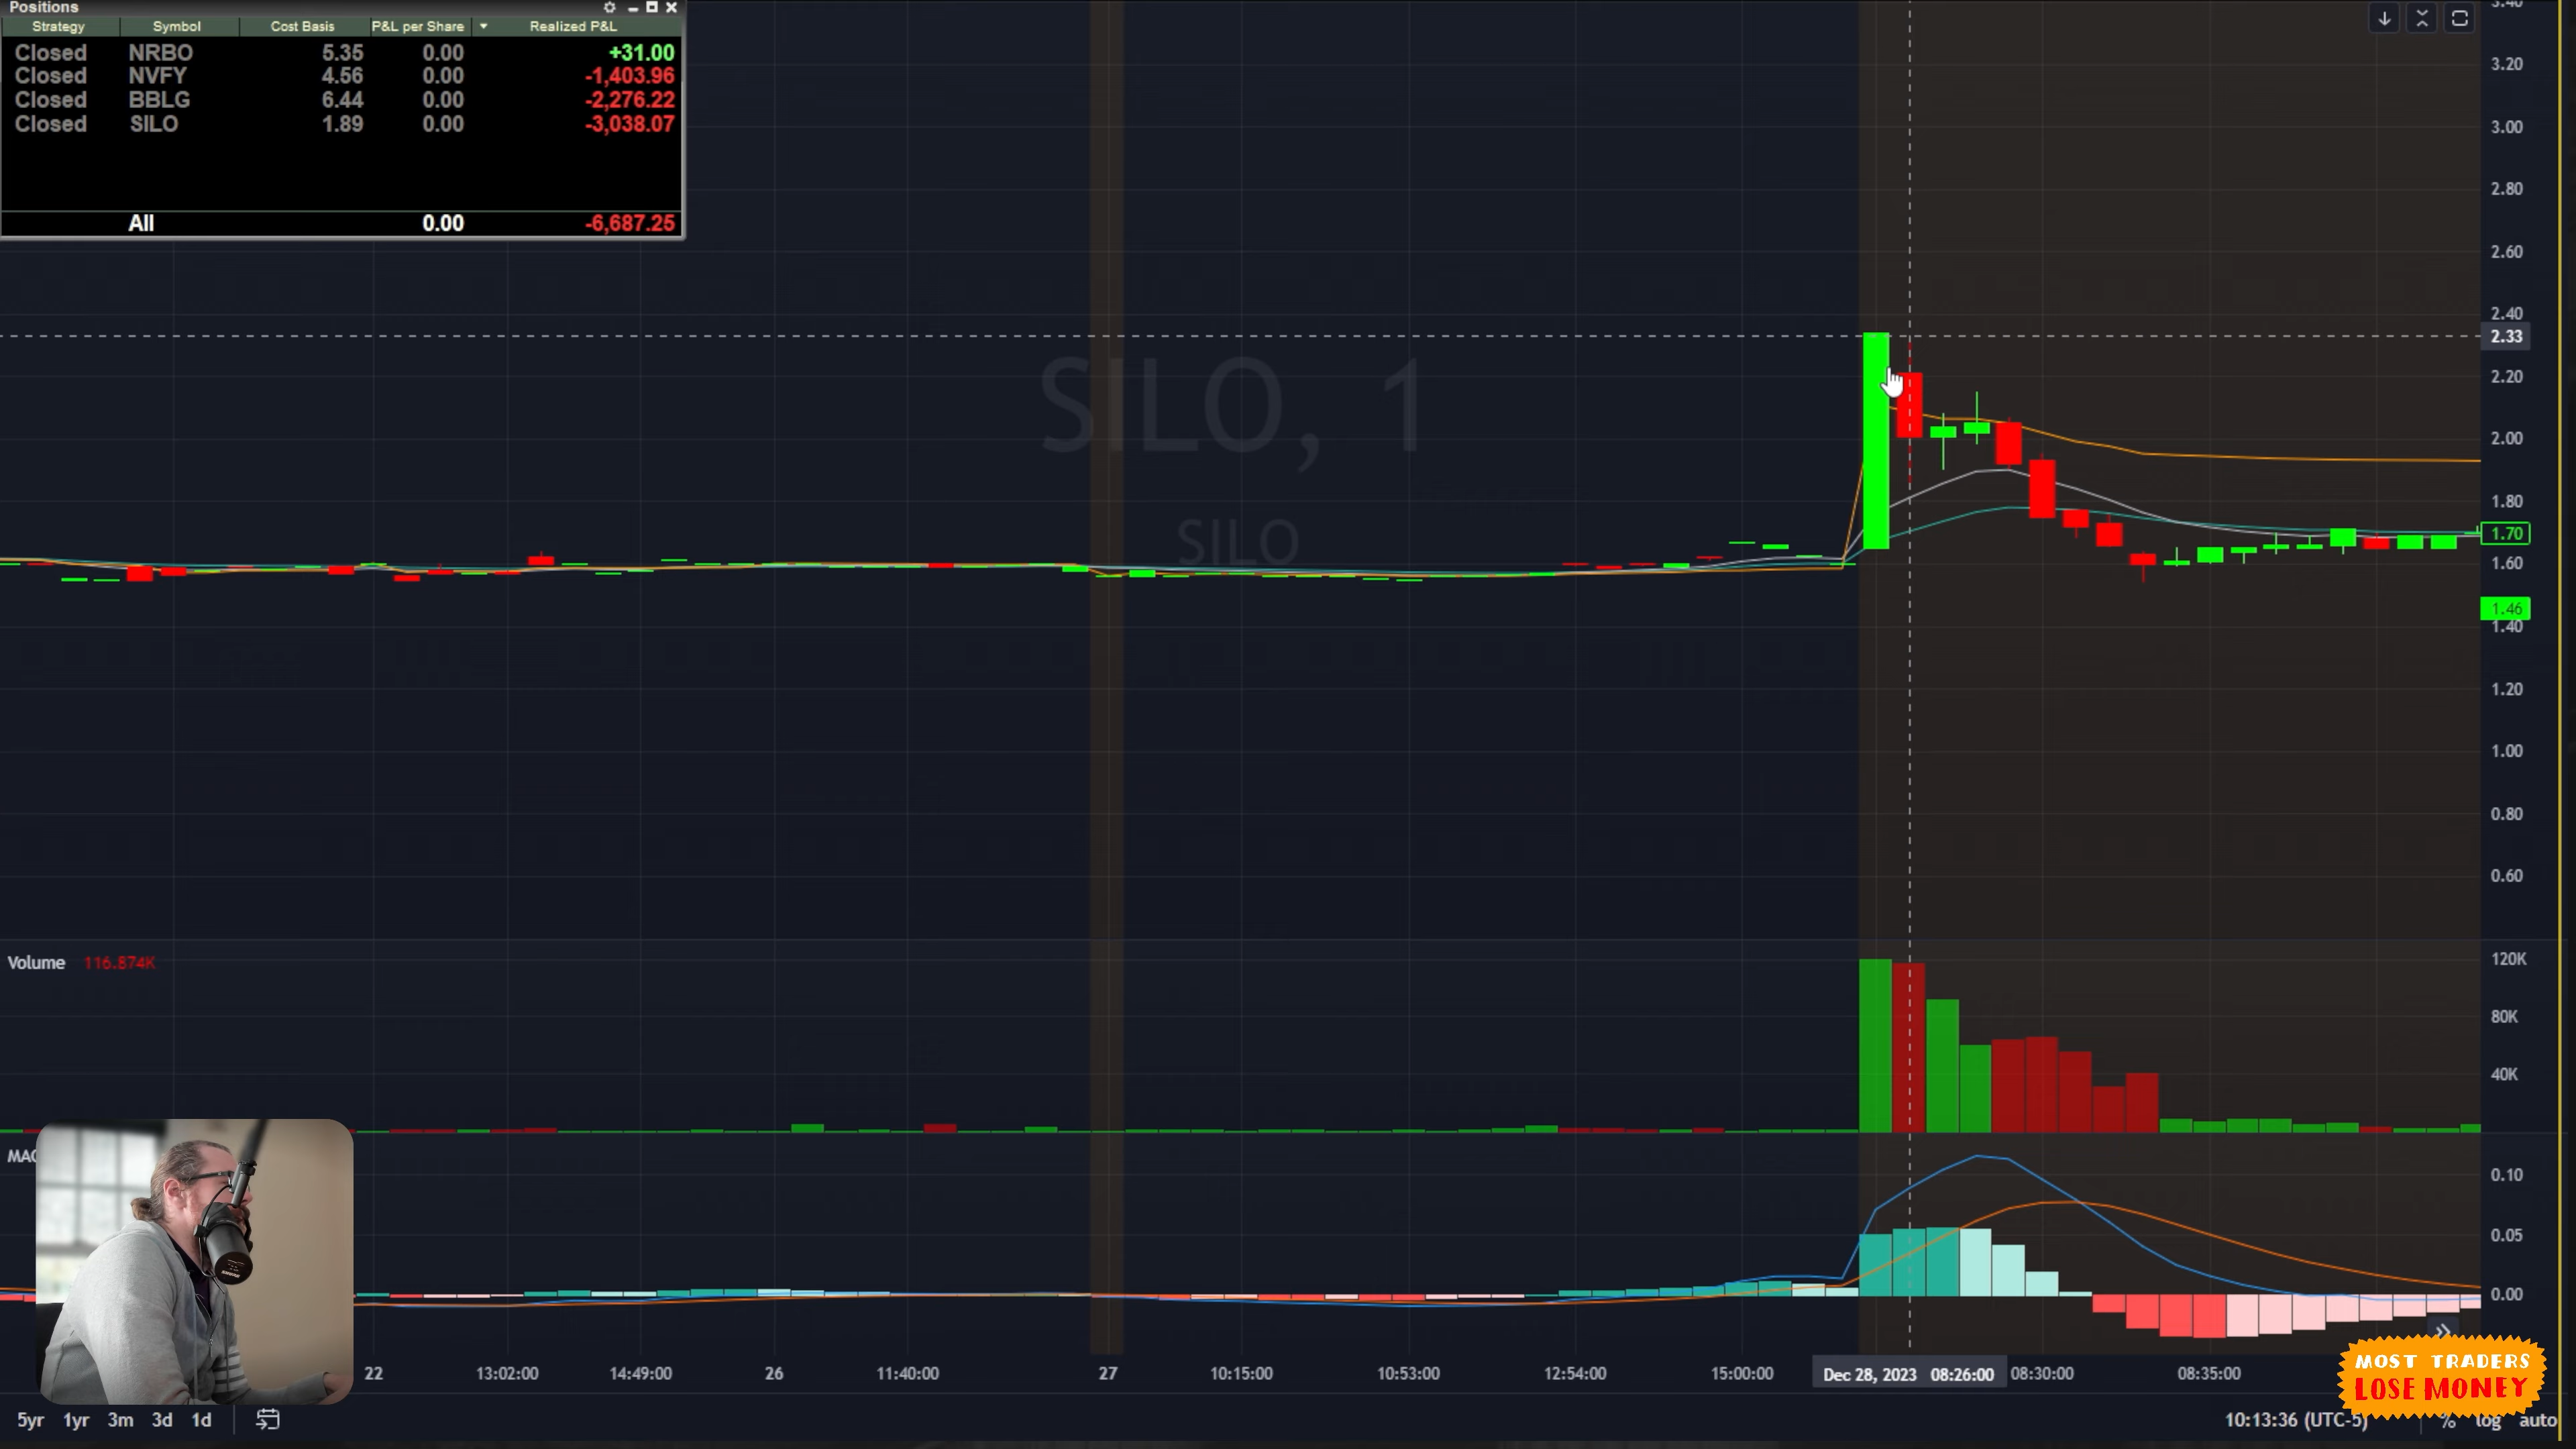 Positions
Strategy Symbol Cost Basis P&L per Share Realized P&L
Closed NRBO 5.35 0.00 +31.00
Closed NVFY 4.56 0.00 -1,403.96
Closed BBLG 6.44 0.00 -2,276.22
Closed SILO 1.89 0.00 -3,038.07
All 0.00 -6,687.25
3.40
3.20
3.00
2.80
2.60
2.40
2.33
2.20
2.00
1.80
1.70
1.60
1.46
1.40
1.20
1.00
0.80
0.60
SILO, 1
SILO
Volume 116.874K
120K
80K
40K
0.10
0.05
0.00
SHURE
22 13:02:00 14:49:00 26 11:40:00 27 10:15:00 10:53:00 12:54:00 15:00:00 Dec 28, 2023 08:26:00 08:30:00 08:35:00
MOST TRADERS
LOSE MONEY
5yr 1yr 3m 3d 1d
10:13:36 (UTC-5) % log auto